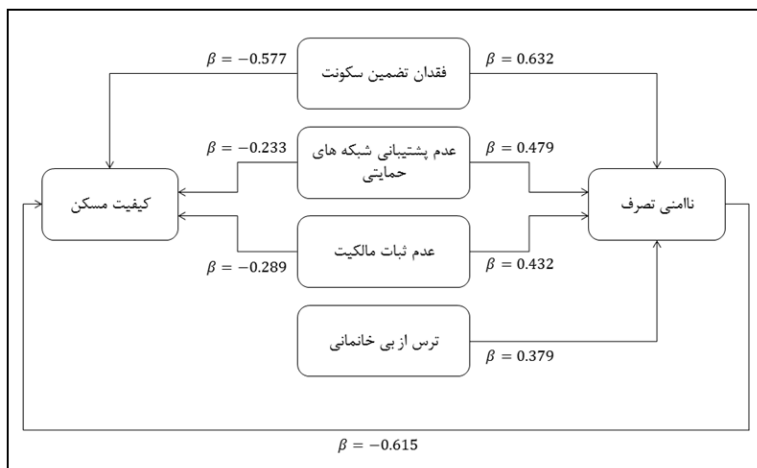 β = −0.577
فقدان تضمین سکونت
β = 0.632
β = −0.233
عدم پشتیبانی شبکه های
حمایتی
β = 0.479
کیفیت مسکن
ناامنی تصرف
β = −0.289
عدم ثبات مالکیت
β = 0.432
ترس از بی خانمانی
β = 0.379
β = −0.615